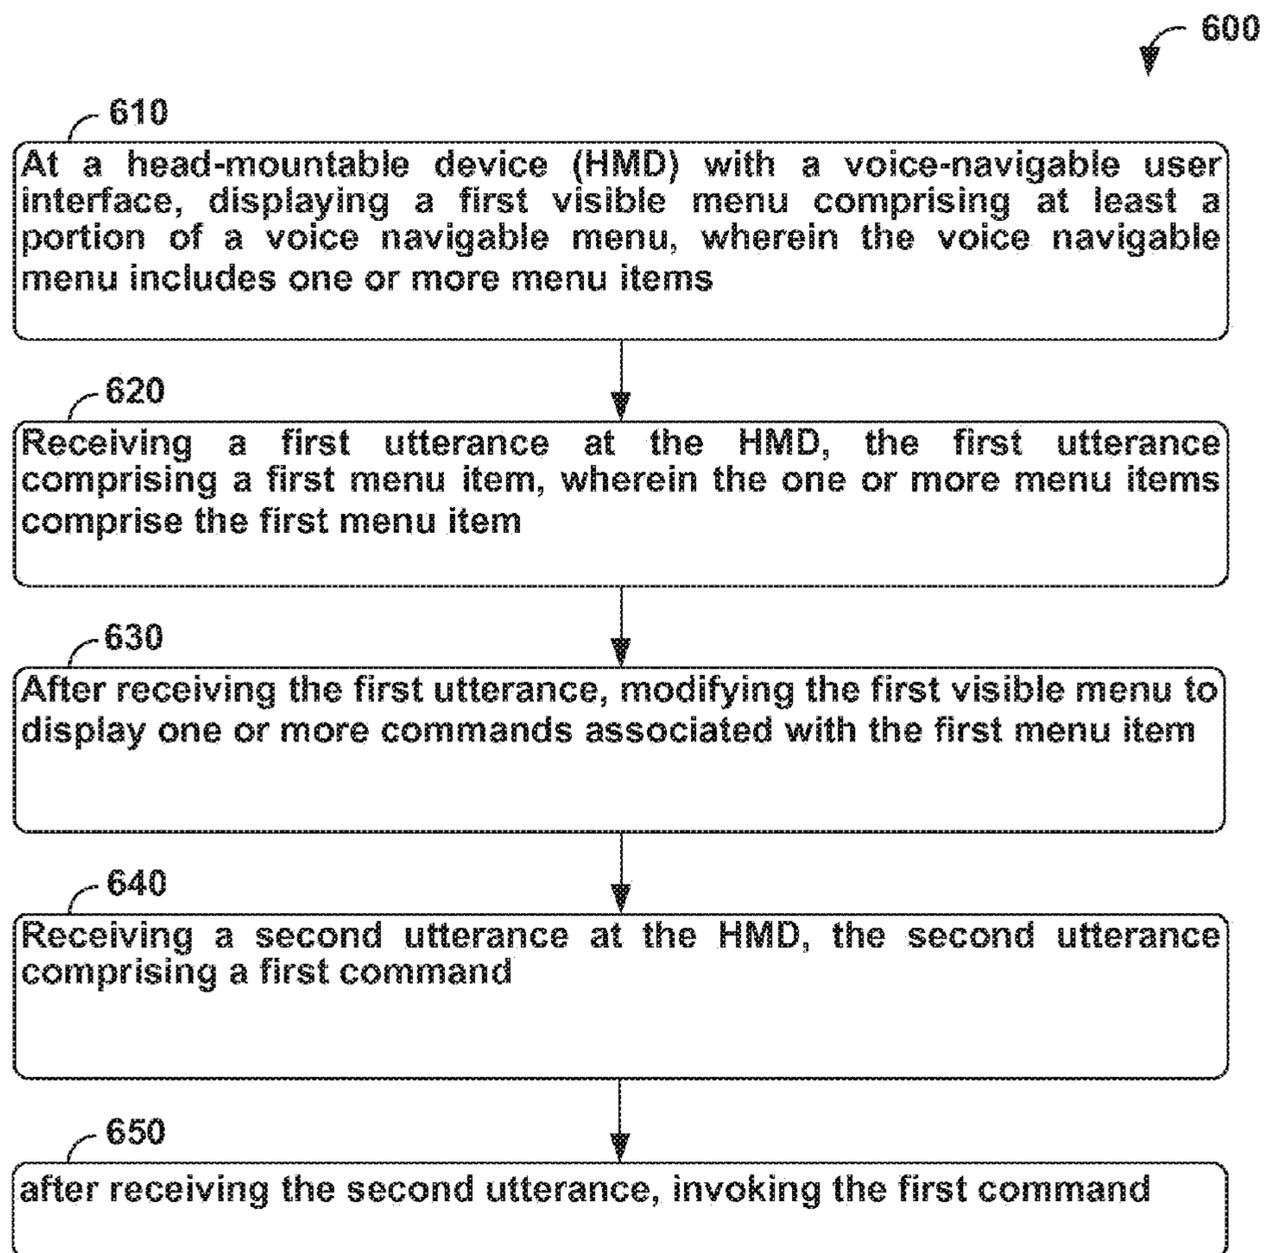 600
610
At a head-mountable device (HMD) with a voice-navigable user
interface, displaying a first visible menu comprising at least a
portion of a voice navigable menu, wherein the voice navigable
menu includes one or more menu items
620
Receiving a first utterance at the HMD, the first utterance
comprising a first menu item, wherein the one or more menu items
comprise the first menu item
630
After receiving the first utterance, modifying the first visible menu to
display one or more commands associated with the first menu item
640
Receiving a second utterance at the HMD, the second utterance
comprising a first command
650
after receiving the second utterance, invoking the first command